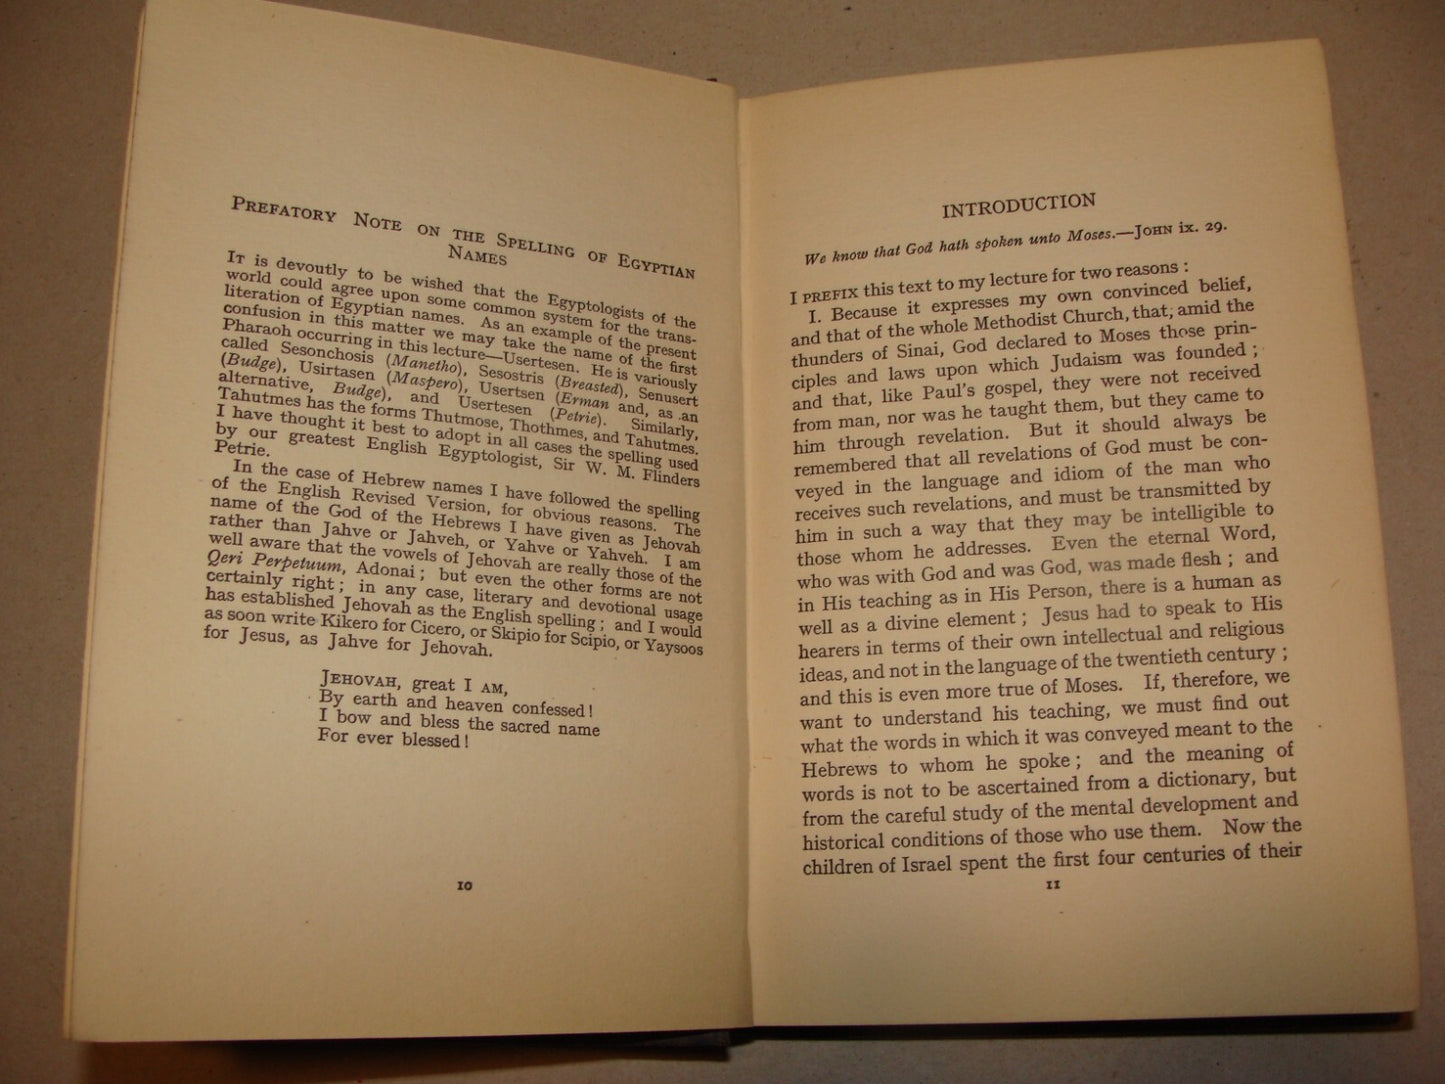 PREFATORY NOTE ON THE SPELLING OF EGYPTIAN
NAMES
IT is devoutly to be wished that the Egyptologists of the
world could agree upon some common system for the trans-
literation of Egyptian names. As an example of the present
confusion in this matter we may take the name of the first
Pharaoh occurring in this lecture—Usertesen. He is variously
called Sesonchosis (Manetho), Sesostris (Breasted), Senusert
(Budge), Usirtasen (Maspero), Usertsen (Erman and, as an
alternative, Budge), and Usertesen (Petrie). Similarly,
Tahutmes has the forms Thutmose, Thothmes, and Tahutmes.
I have thought it best to adopt in all cases the spelling used
by our greatest English Egyptologist, Sir W. M. Flinders
Petrie.
In the case of Hebrew names I have followed the spelling
of the English Revised Version, for obvious reasons. The
name of the God of the Hebrews I have given as Jehovah
rather than Jahve or Jahveh, or Yahve or Yahveh. I am
well aware that the vowels of Jehovah are really those of the
Qeri Perpetuum, Adonai; but even the other forms are not
certainly right; in any case, literary and devotional usage
has established Jehovah as the English spelling; and I would
as soon write Kikero for Cicero, or Skipio for Scipio, or Yaysoos
for Jesus, as Jahve for Jehovah.
JEHOVAH, great I AM,
By earth and heaven confessed!
I bow and bless the sacred name
For ever blessed!
10
INTRODUCTION
We know that God hath spoken unto Moses.—JOHN ix. 29.
I PREFIX this text to my lecture for two reasons:
I. Because it expresses my own convinced belief,
and that of the whole Methodist Church, that, amid the
thunders of Sinai, God declared to Moses those prin-
ciples and laws upon which Judaism was founded;
and that, like Paul's gospel, they were not received
from man, nor was he taught them, but they came to
him through revelation. But it should always be
remembered that all revelations of God must be con-
veyed in the language and idiom of the man who
receives such revelations, and must be transmitted by
him in such a way that they may be intelligible to
those whom he addresses. Even the eternal Word,
who was with God and was God, was made flesh; and
in His teaching as in His Person, there is a human as
well as a divine element; Jesus had to speak to His
hearers in terms of their own intellectual and religious
ideas, and not in the language of the twentieth century;
and this is even more true of Moses. If, therefore, we
want to understand his teaching, we must find out
what the words in which it was conveyed meant to the
Hebrews to whom he spoke; and the meaning of
words is not to be ascertained from a dictionary, but
from the careful study of the mental development and
historical conditions of those who use them. Now the
children of Israel spent the first four centuries of their
11